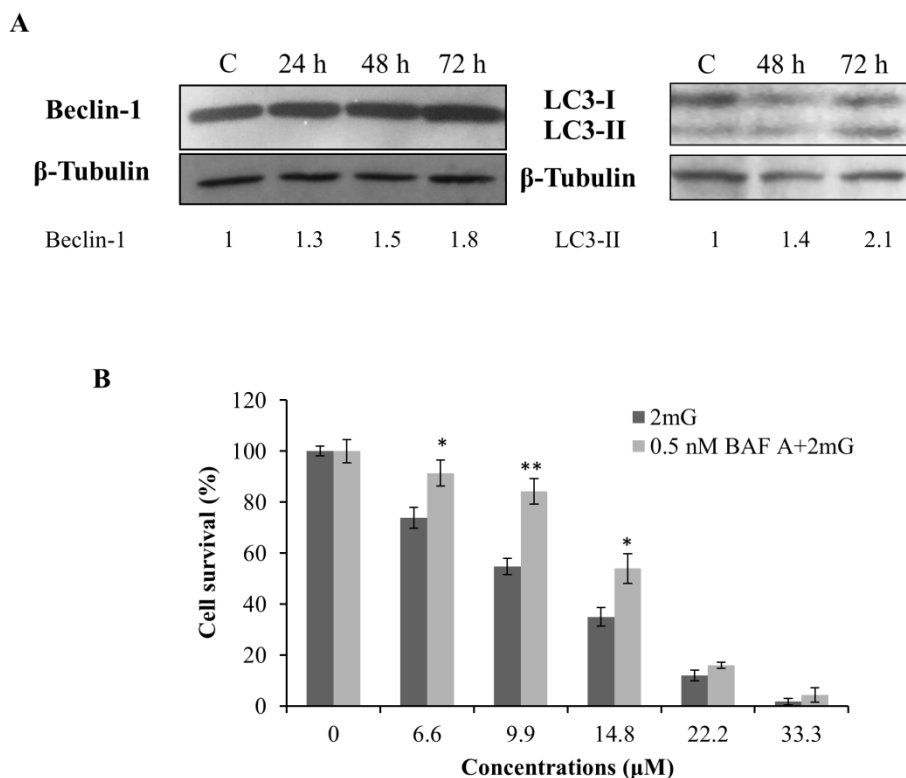 A
C 24 h 48 h 72 h
Beclin-1
β-Tubulin
Beclin-1 1 1.3 1.5 1.8
C 48 h 72 h
LC3-I
LC3-II
β-Tubulin
LC3-II 1 1.4 2.1
B
120
100
80
60
40
20
0
Cell survival (%)
2mG
0.5 nM BAF A+2mG
*
**
*
0 6.6 9.9 14.8 22.2 33.3
Concentrations (µM)